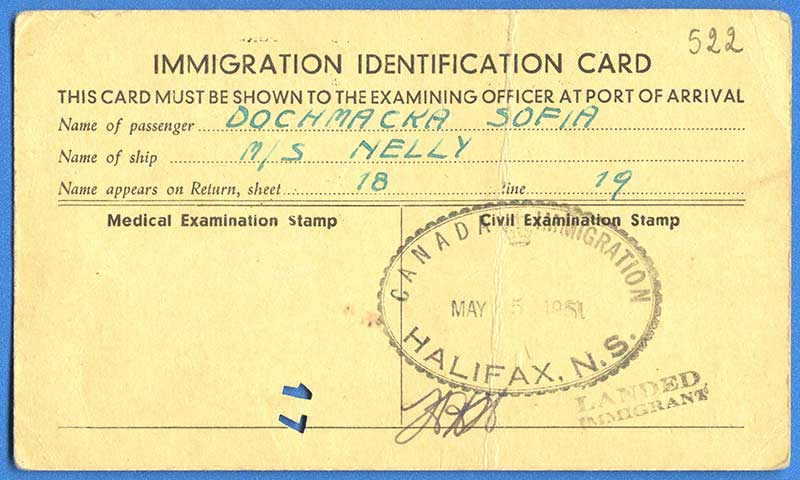 522
IMMIGRATION IDENTIFICATION CARD
THIS CARD MUST BE SHOWN TO THE EXAMINING OFFICER AT PORT OF ARRIVAL
Name of passenger DOCHMACKA SOFIA
Name of ship M/S NELLY
Name appears on Return, sheet 18 line 19
Medical Examination Stamp Civil Examination Stamp
CANADA IMMIGRATION
MAY 5 1951
HALIFAX, N.S.
LANDED
IMMIGRANT
17